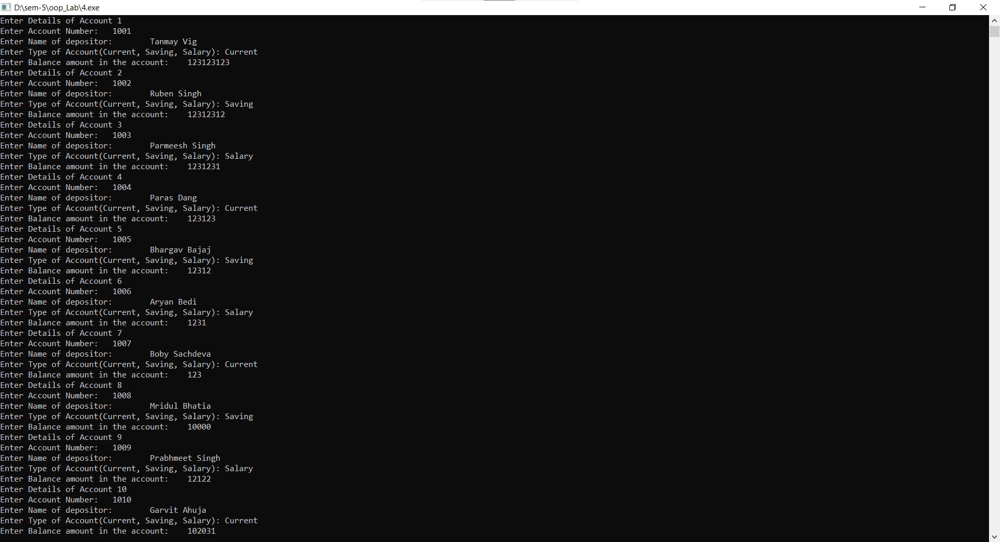 D:\sem-5\oop_Lab\4.exe
Enter Details of Account 1
Enter Account Number:   1001
Enter Name of depositor:        Tanmay Vig
Enter Type of Account(Current, Saving, Salary): Current
Enter Balance amount in the account:    123123123
Enter Details of Account 2
Enter Account Number:   1002
Enter Name of depositor:        Ruben Singh
Enter Type of Account(Current, Saving, Salary): Saving
Enter Balance amount in the account:    12312312
Enter Details of Account 3
Enter Account Number:   1003
Enter Name of depositor:        Parmeesh Singh
Enter Type of Account(Current, Saving, Salary): Salary
Enter Balance amount in the account:    1231231
Enter Details of Account 4
Enter Account Number:   1004
Enter Name of depositor:        Paras Dang
Enter Type of Account(Current, Saving, Salary): Current
Enter Balance amount in the account:    123123
Enter Details of Account 5
Enter Account Number:   1005
Enter Name of depositor:        Bhargav Bajaj
Enter Type of Account(Current, Saving, Salary): Saving
Enter Balance amount in the account:    12312
Enter Details of Account 6
Enter Account Number:   1006
Enter Name of depositor:        Aryan Bedi
Enter Type of Account(Current, Saving, Salary): Salary
Enter Balance amount in the account:    1231
Enter Details of Account 7
Enter Account Number:   1007
Enter Name of depositor:        Boby Sachdeva
Enter Type of Account(Current, Saving, Salary): Current
Enter Balance amount in the account:    123
Enter Details of Account 8
Enter Account Number:   1008
Enter Name of depositor:        Mridul Bhatia
Enter Type of Account(Current, Saving, Salary): Saving
Enter Balance amount in the account:    10000
Enter Details of Account 9
Enter Account Number:   1009
Enter Name of depositor:        Prabhmeet Singh
Enter Type of Account(Current, Saving, Salary): Salary
Enter Balance amount in the account:    12122
Enter Details of Account 10
Enter Account Number:   1010
Enter Name of depositor:        Garvit Ahuja
Enter Type of Account(Current, Saving, Salary): Current
Enter Balance amount in the account:    102031